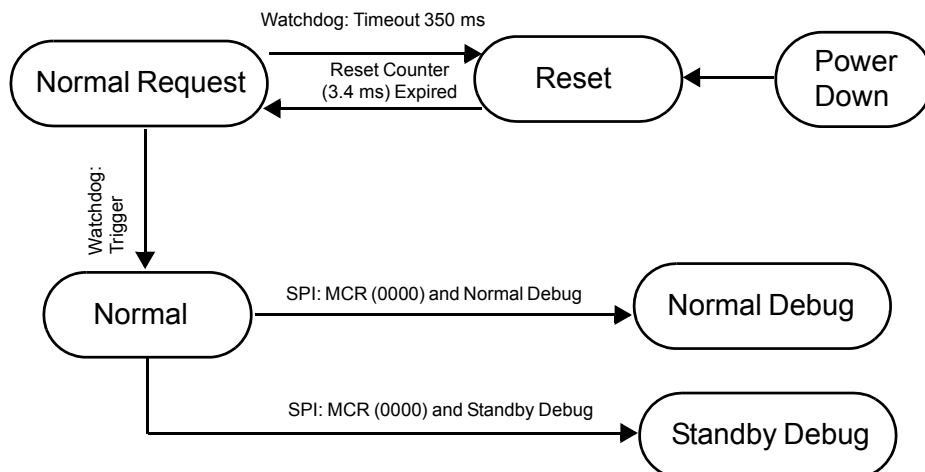 Watchdog: Timeout 350 ms
Normal Request
Reset Counter
(3.4 ms) Expired
Reset
Power
Down
Watchdog:
Trigger
Normal
SPI: MCR (0000) and Normal Debug
Normal Debug
SPI: MCR (0000) and Standby Debug
Standby Debug